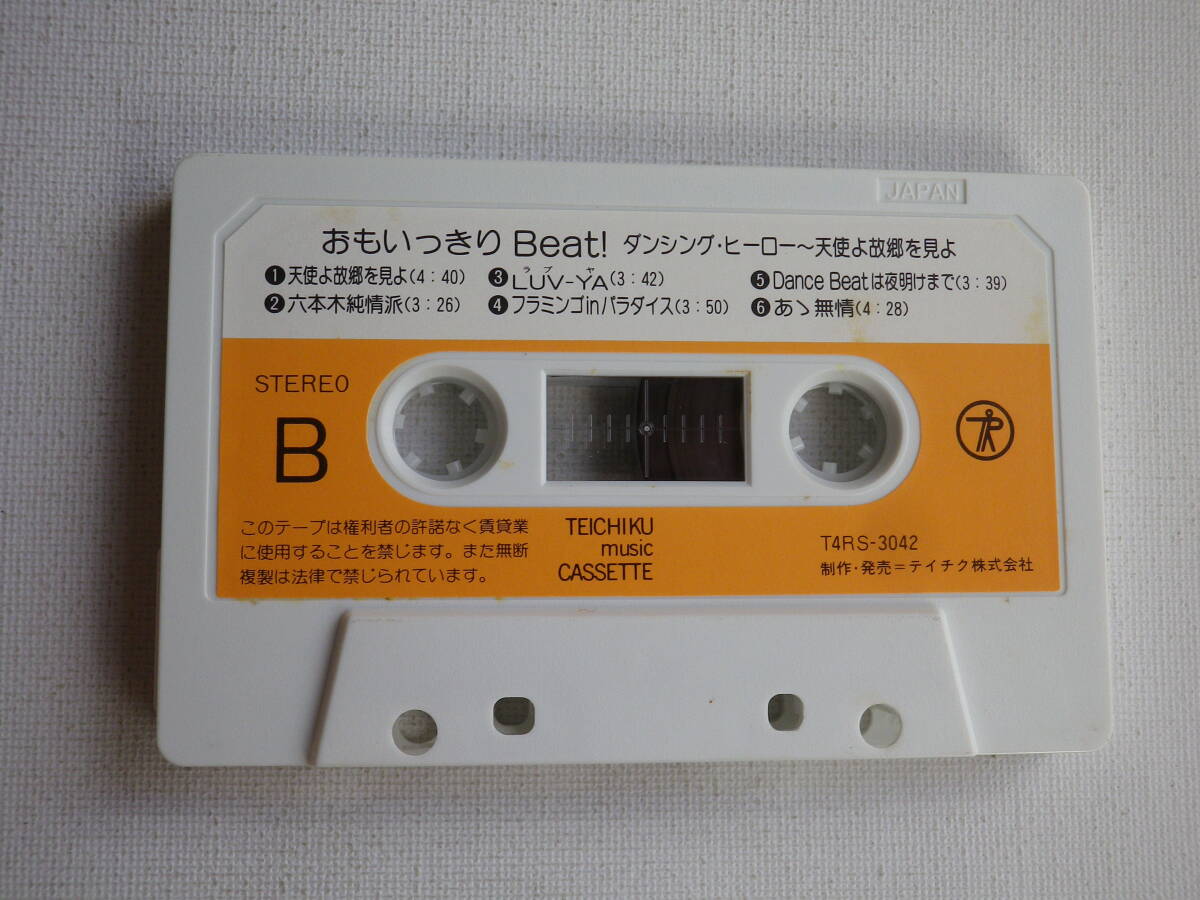 JAPAN
おもいっきり Beat! ダンシング・ヒーロー～天使よ故郷を見よ
❶天使よ故郷を見よ(4：40)
❷六本木純情派(3：26)
ラブ ヤ
❸LUV-YA(3：42)
❹フラミンゴinパラダイス(3：50)
❺Dance Beatは夜明けまで(3：39)
❻あゝ無情(4：28)
STEREO
B
このテープは権利者の許諾なく賃貸業
に使用することを禁じます。また無断
複製は法律で禁じられています。
TEICHIKU
music
CASSETTE
T4RS-3042
制作・発売＝テイチク株式会社